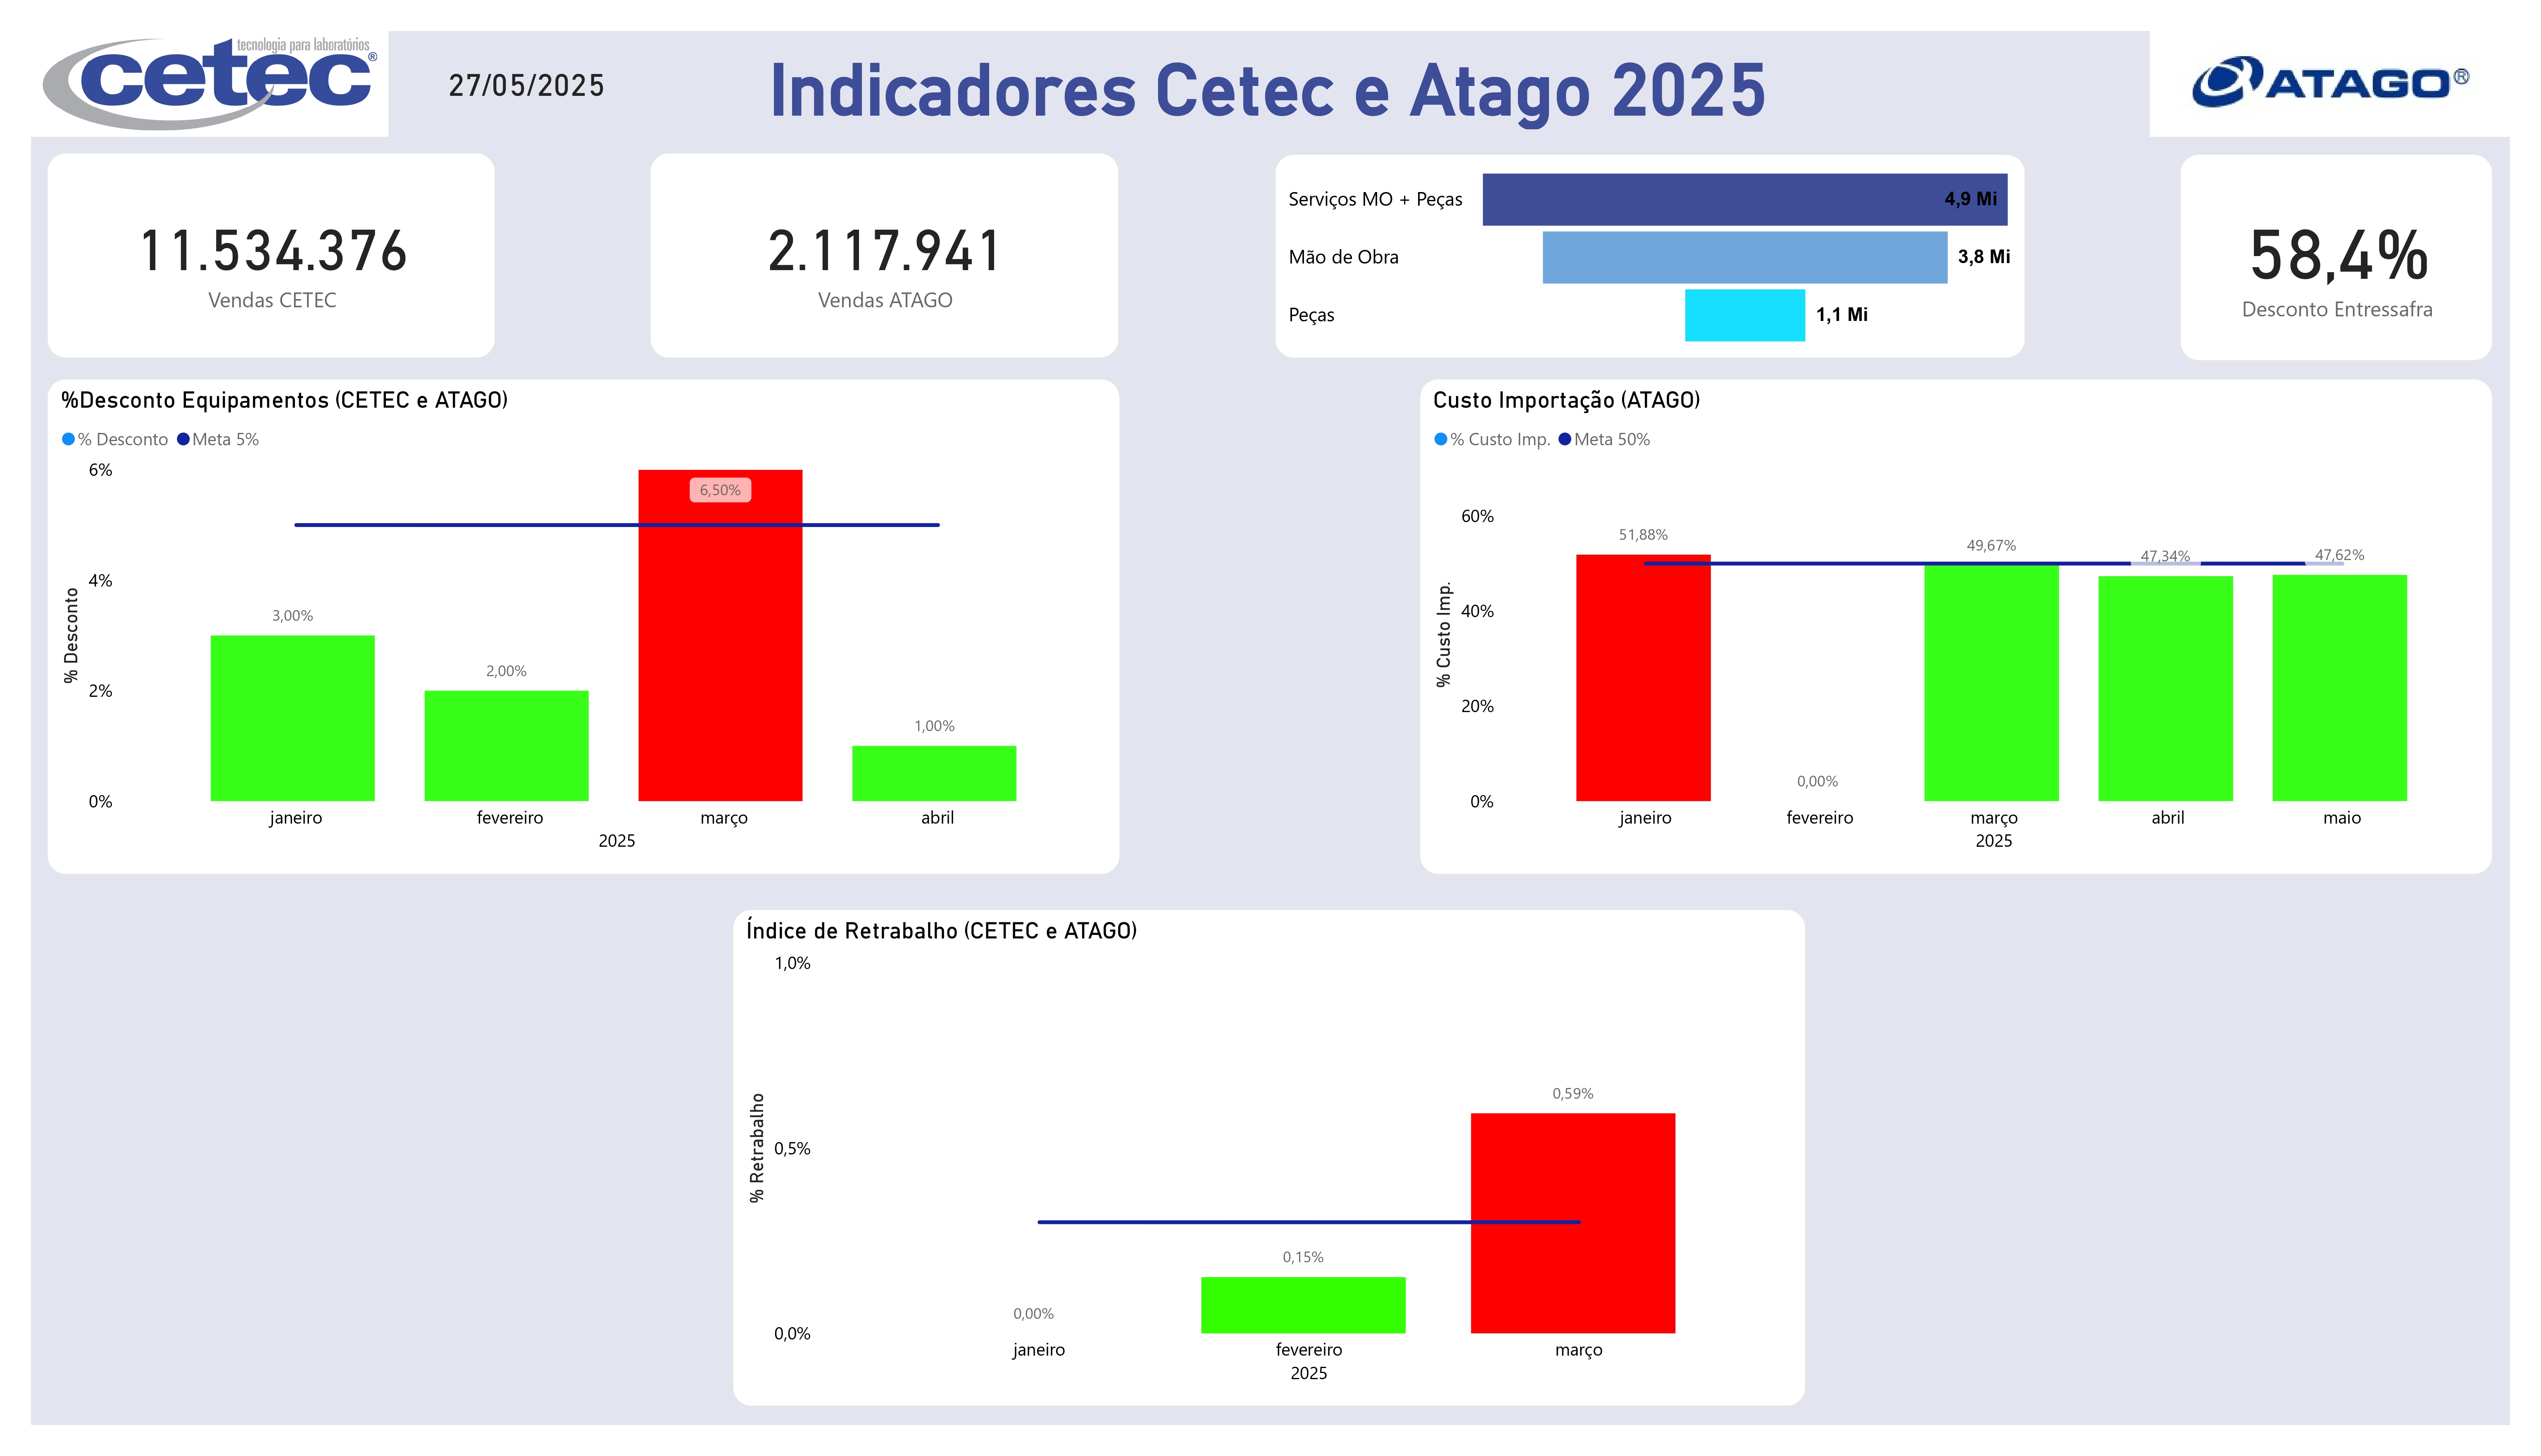 tecnologia para laboratórios
cetec®
27/05/2025
Indicadores Cetec e Atago 2025
ATAGO®
11.534.376
Vendas CETEC
2.117.941
Vendas ATAGO
Serviços MO + Peças 4,9 Mi
Mão de Obra 3,8 Mi
Peças 1,1 Mi
58,4%
Desconto Entressafra
%Desconto Equipamentos (CETEC e ATAGO)
% Desconto Meta 5%
% Desconto
6%
4%
2%
0%
3,00%
2,00%
6,50%
1,00%
janeiro fevereiro março abril
2025
Custo Importação (ATAGO)
% Custo Imp. Meta 50%
% Custo Imp.
60%
40%
20%
0%
51,88%
0,00%
49,67%
47,34%
47,62%
janeiro fevereiro março abril maio
2025
Índice de Retrabalho (CETEC e ATAGO)
% Retrabalho
1,0%
0,5%
0,0%
0,00%
0,15%
0,59%
janeiro fevereiro março
2025